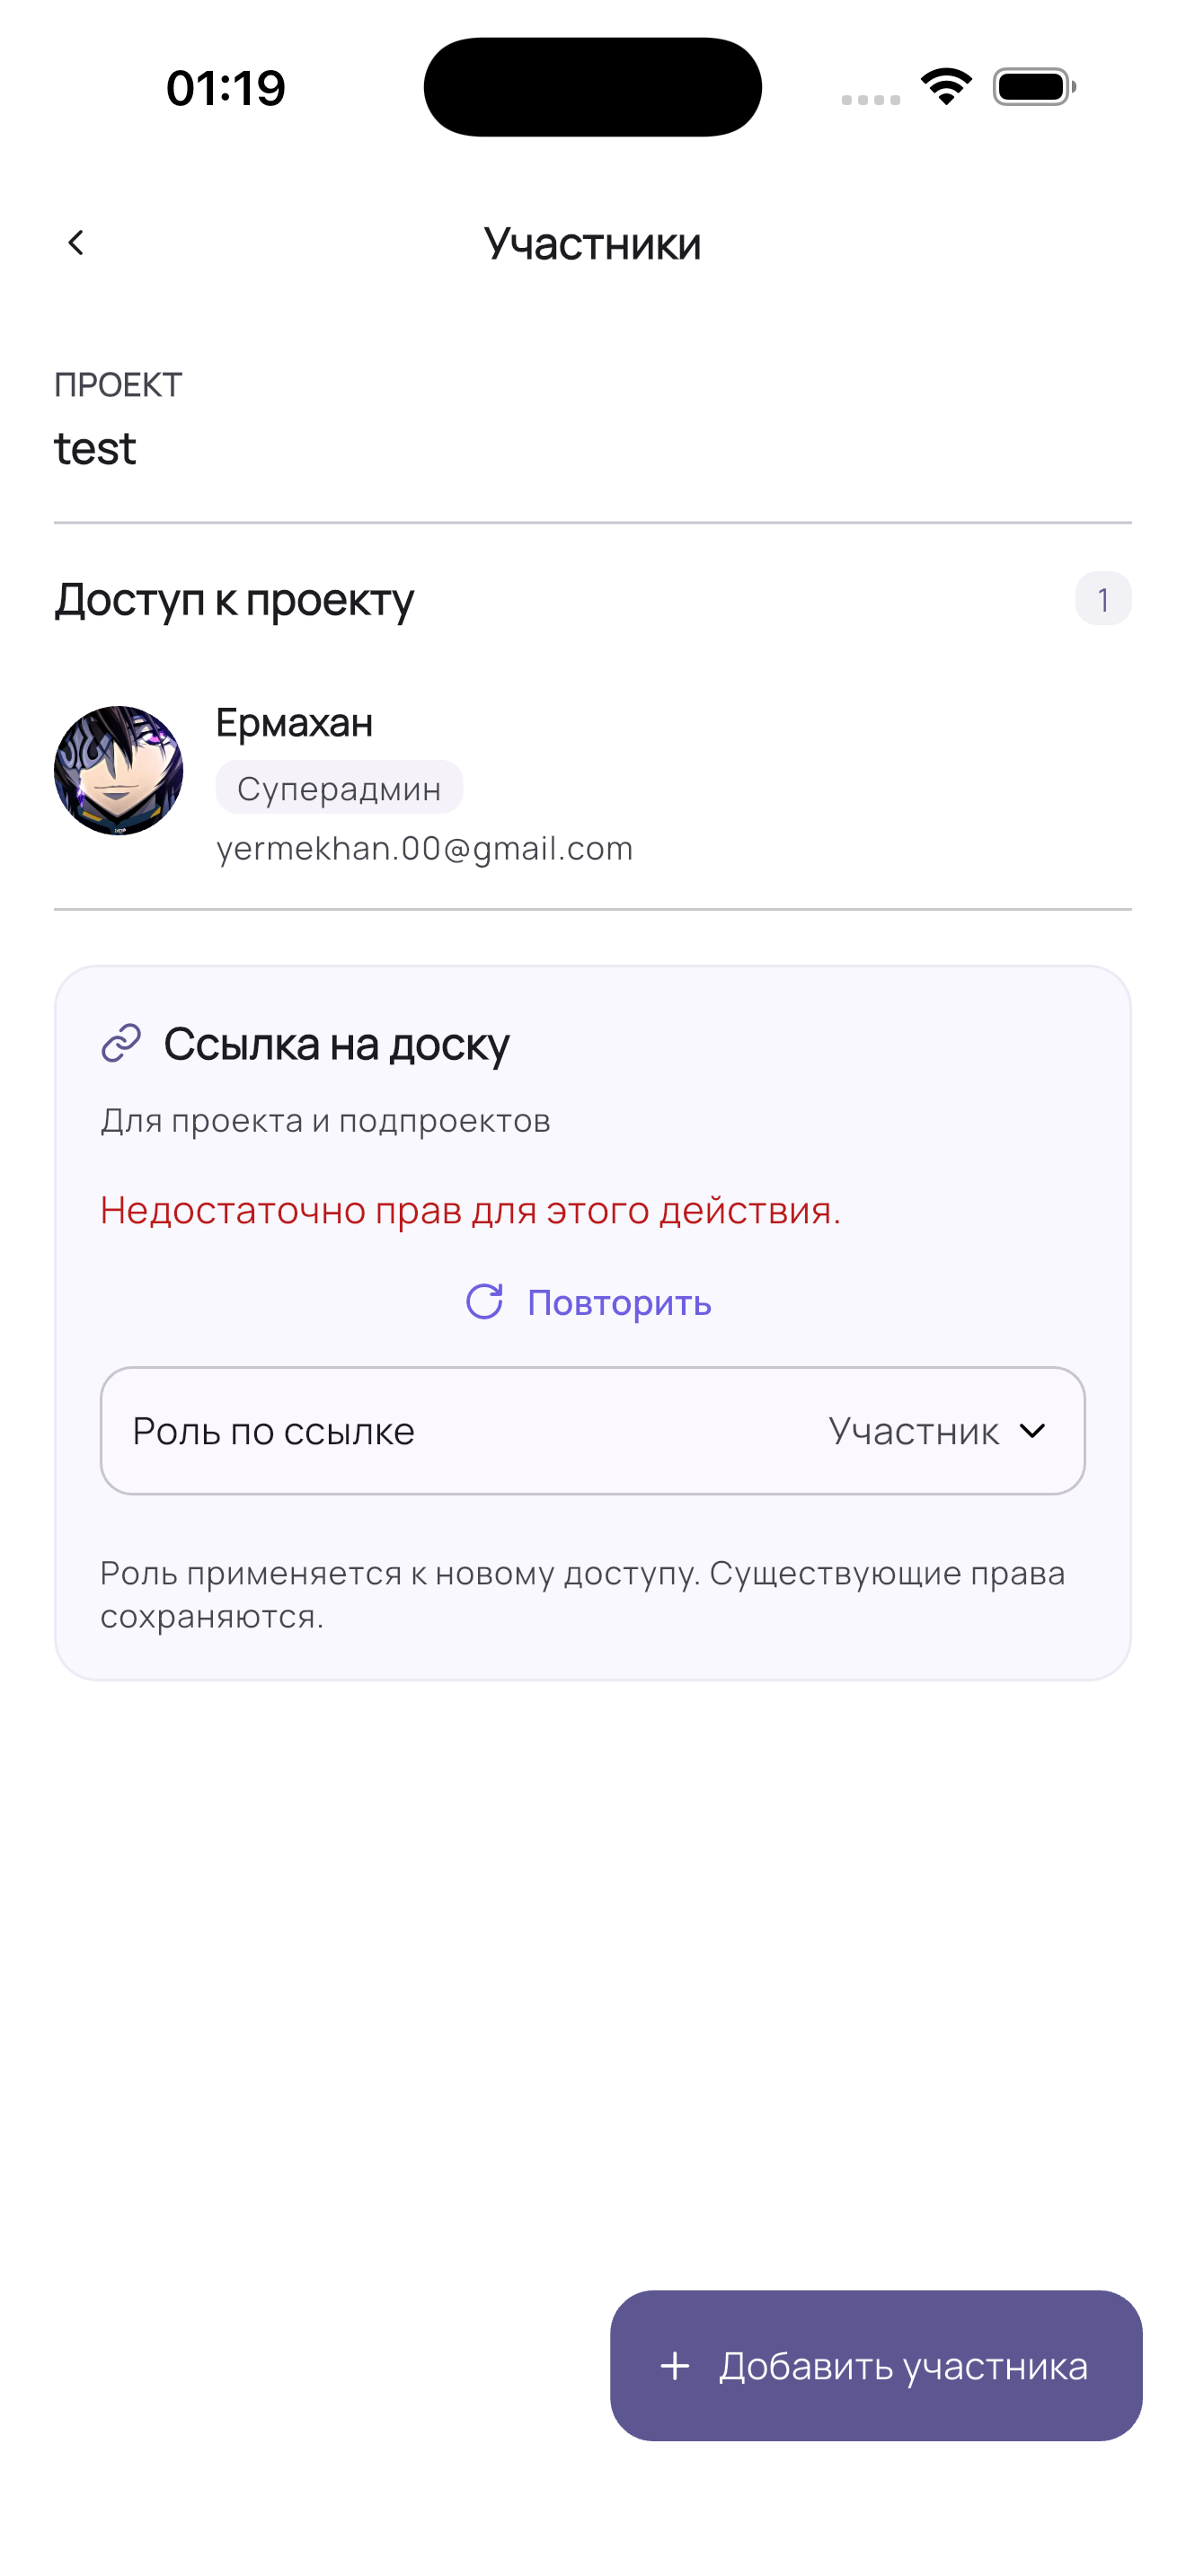 01:19
Участники
ПРОЕКТ
test
Доступ к проекту
1
Ермахан
Суперадмин
yermekhan.00@gmail.com
Ссылка на доску
Для проекта и подпроектов
Недостаточно прав для этого действия.
Повторить
Роль по ссылке
Участник
Роль применяется к новому доступу. Существующие права
сохраняются.
+ Добавить участника